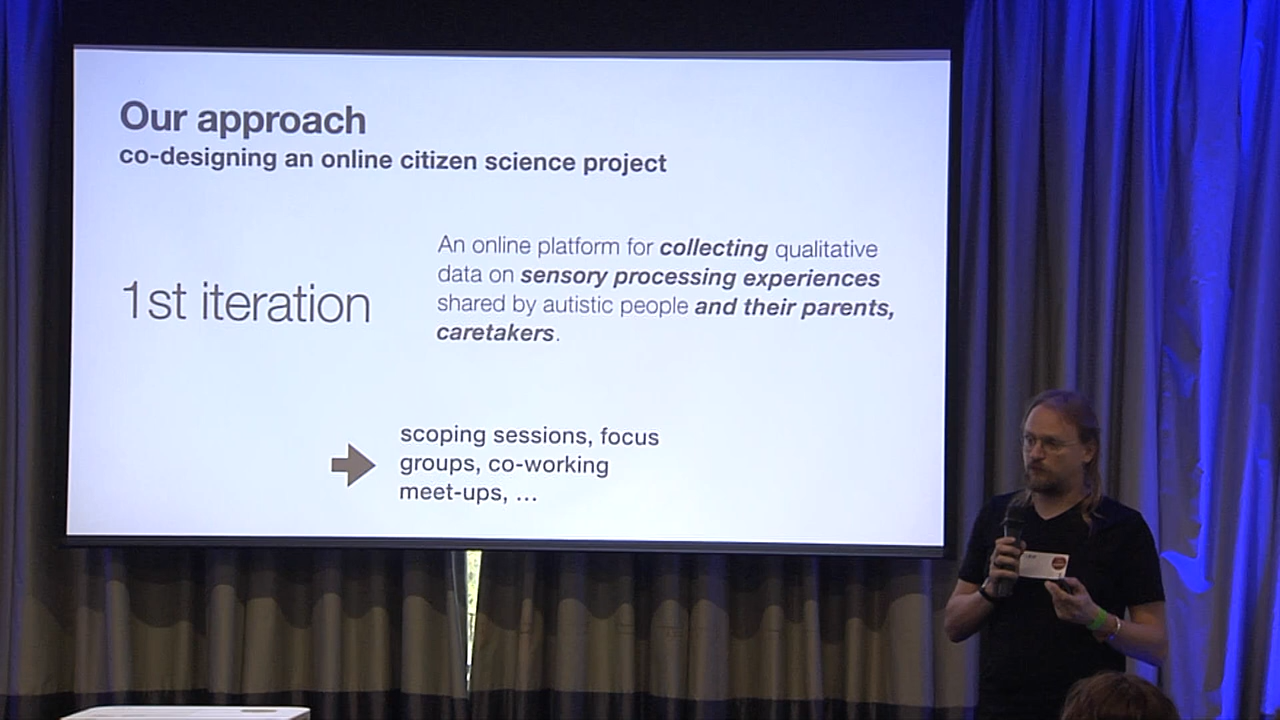 Our approach
co-designing an online citizen science project
1st iteration
An online platform for collecting qualitative
data on sensory processing experiences
shared by autistic people and their parents,
caretakers.
scoping sessions, focus
groups, co-working
meet-ups, …